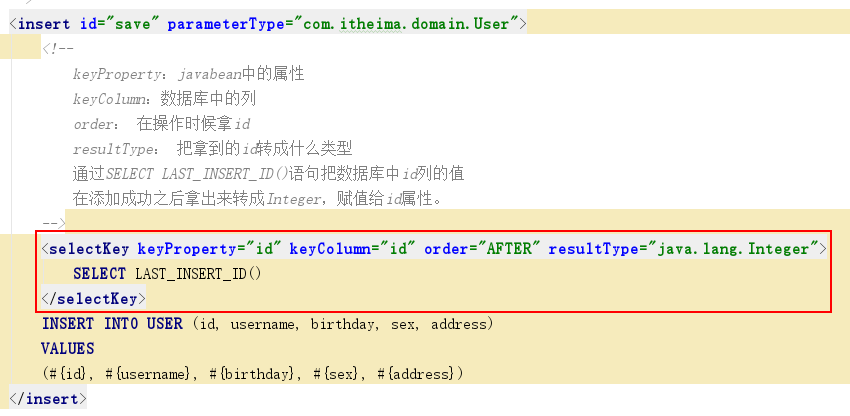 <insert id="save" parameterType="com.itheima.domain.User">
<!--
keyProperty：javabean中的属性
keyColumn：数据库中的列
order： 在操作时候拿id
resultType： 把拿到的id转成什么类型
通过SELECT LAST_INSERT_ID()语句把数据库中id列的值
在添加成功之后拿出来转成Integer，赋值给id属性。
-->
<selectKey keyProperty="id" keyColumn="id" order="AFTER" resultType="java.lang.Integer">
SELECT LAST_INSERT_ID()
</selectKey>
INSERT INTO USER (id, username, birthday, sex, address)
VALUES
(#{id}, #{username}, #{birthday}, #{sex}, #{address})
</insert>